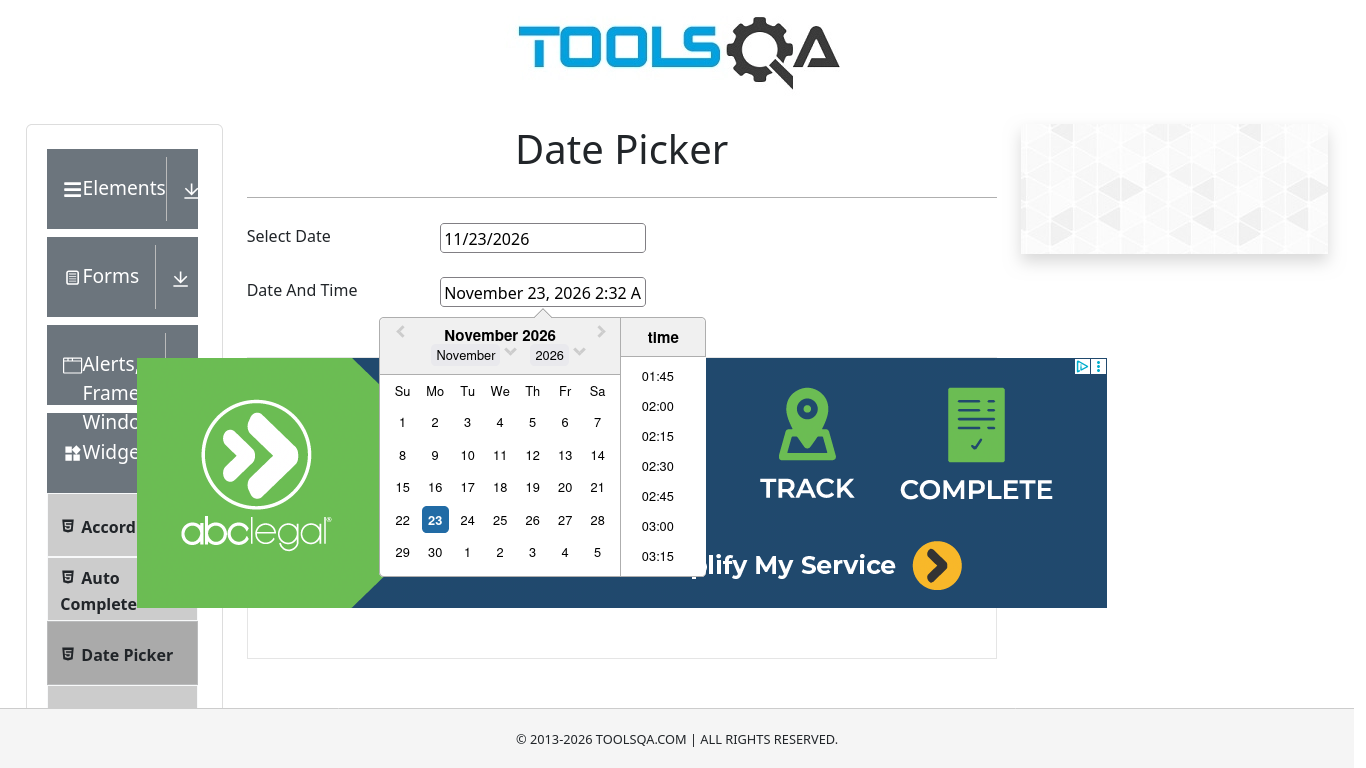 TOOLSQA
Date Picker
Elements
Forms
Alerts,
Frame
Windo
Widge
Accord
Auto
Complete
Date Picker
Select Date
11/23/2026
Date And Time
November 23, 2026 2:32 A
November 2026
November
2026
Su Mo Tu We Th Fr Sa
1 2 3 4 5 6 7
8 9 10 11 12 13 14
15 16 17 18 19 20 21
22 23 24 25 26 27 28
29 30 1 2 3 4 5
time
01:45
02:00
02:15
02:30
02:45
03:00
03:15
abclegal
TRACK
COMPLETE
plify My Service
© 2013-2026 TOOLSQA.COM | ALL RIGHTS RESERVED.